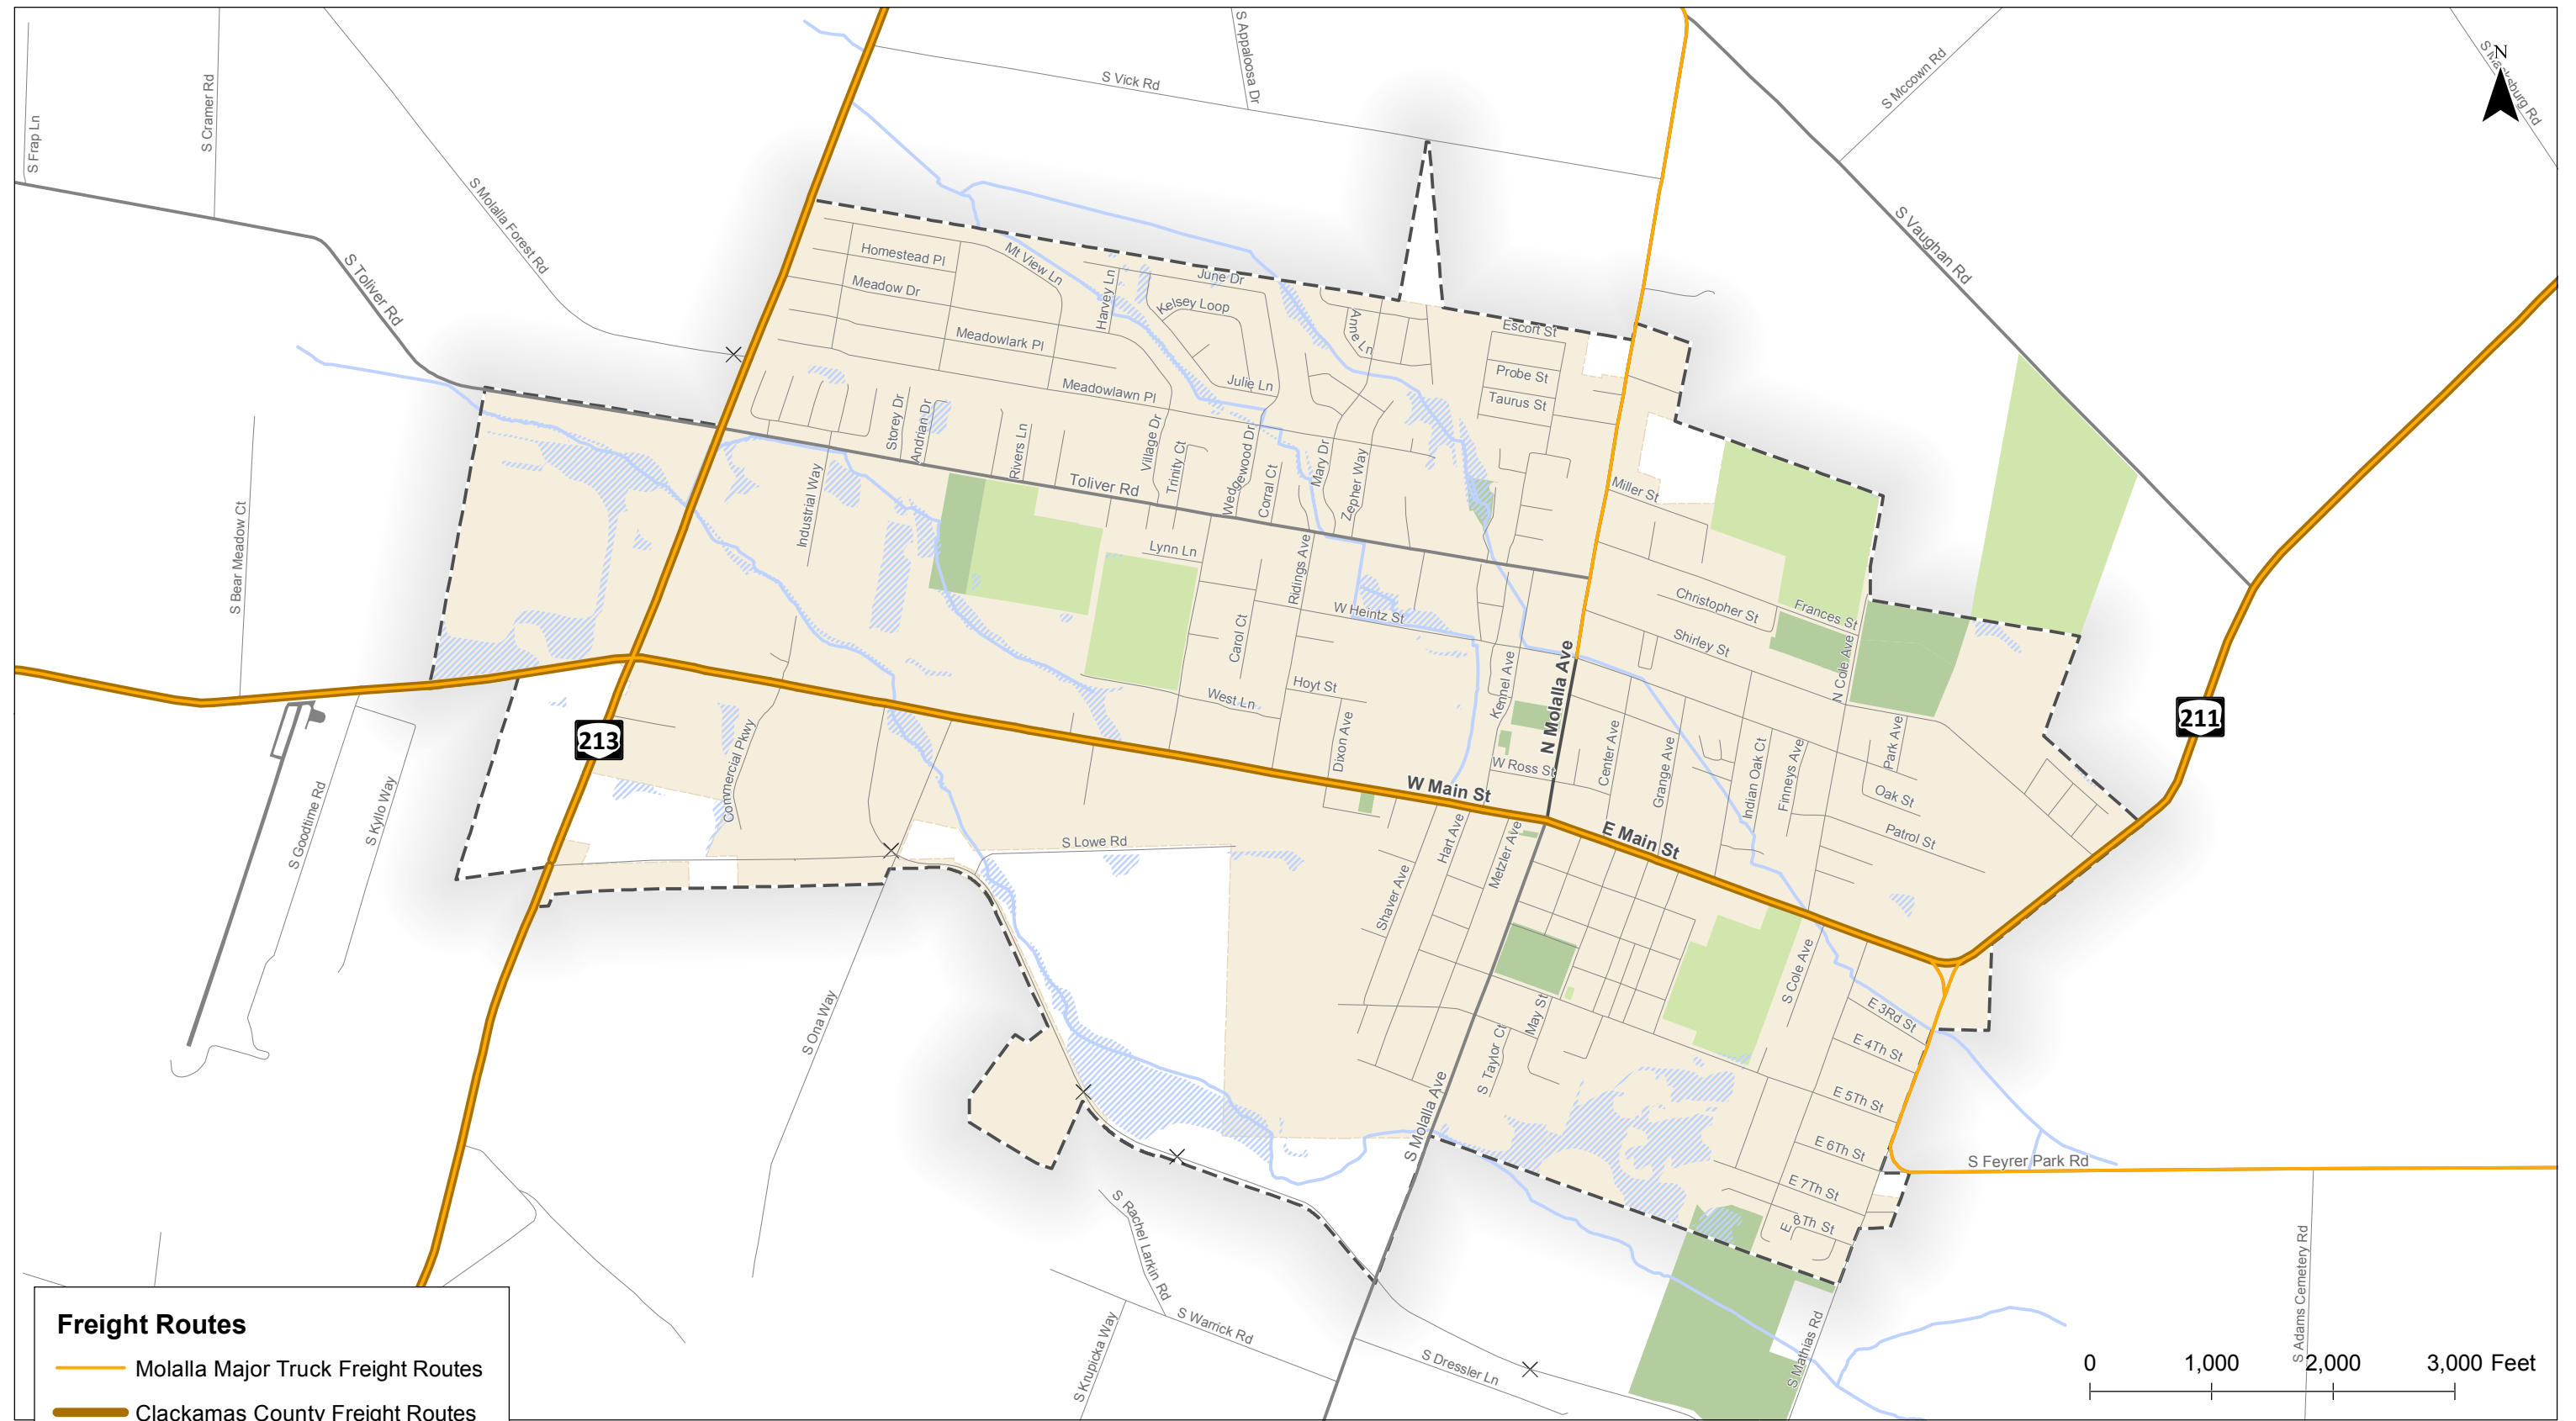 S Appaloosa Dr
S Vick Rd
S Mccown Rd
N
S Marksburg Rd
S Frap Ln
S Cramer Rd
S Molalla Forest Rd
S Toliver Rd
S Vaughan Rd
Homestead Pl
Mt View Ln
Meadow Dr
Harvey Ln
June Dr
Kelsey Loop
Anne Ln
Escort St
Meadowlark Pl
Probe St
Julie Ln
Meadowlawn Pl
Taurus St
Storey Dr
Andrian Dr
Rivers Ln
Village Dr
Trinity Ct
Wedgewood Dr
Corral Ct
Mary Dr
Zepher Way
Industrial Way
Toliver Rd
Miller St
S Bear Meadow Ct
Lynn Ln
Ridings Ave
W Heintz St
Christopher St
Frances St
Carol Ct
Shirley St
N Cole Ave
Kennel Ave
N Molalla Ave
West Ln
Hoyt St
213
211
Commercial Pkwy
Dixon Ave
W Ross St
Center Ave
Grange Ave
Indian Oak Ct
Finneys Ave
Park Ave
Oak St
W Main St
Patrol St
S Goodtime Rd
S Kyllo Way
S Lowe Rd
Hart Ave
Metzler Ave
E Main St
Shaver Ave
S Cole Ave
S Ona Way
May St
S Taylor Ct
E 3Rd St
E 4Th St
E 5Th St
S Molalla Ave
E 6Th St
S Feyrer Park Rd
E 7Th St
E 8Th St
S Rachel Larkin Rd
S Warrick Rd
S Krupicka Way
S Dressler Ln
S Mathias Rd
S Adams Cemetery Rd
Freight Routes
Molalla Major Truck Freight Routes
Clackamas County Freight Routes
0 1,000 2,000 3,000 Feet